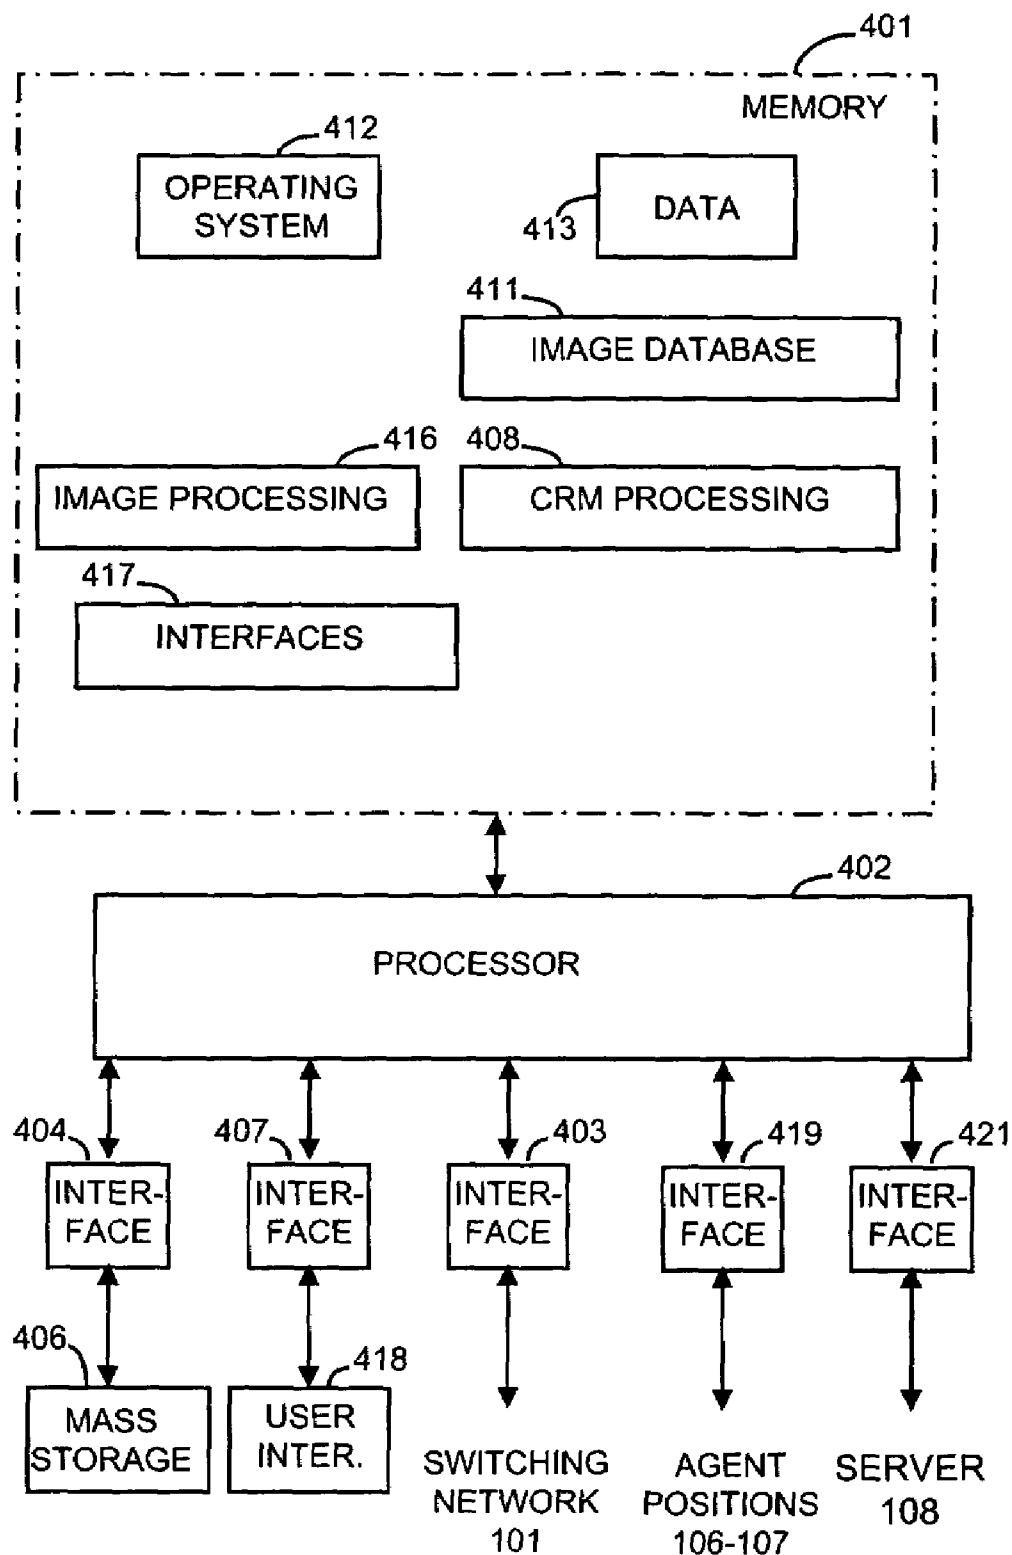 401
MEMORY
412
OPERATING
SYSTEM
413
DATA
411
IMAGE DATABASE
416
IMAGE PROCESSING
408
CRM PROCESSING
417
INTERFACES
402
PROCESSOR
404
INTER-
FACE
407
INTER-
FACE
403
INTER-
FACE
419
INTER-
FACE
421
INTER-
FACE
406
MASS
STORAGE
418
USER
INTER.
SWITCHING
NETWORK
101
AGENT
POSITIONS
106-107
SERVER
108